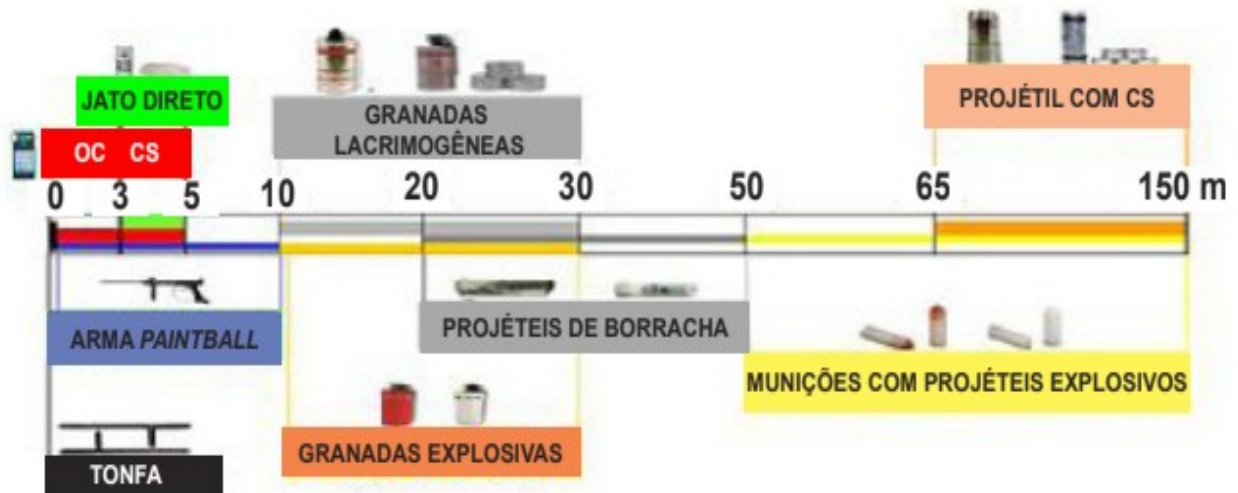 JATO DIRETO
GRANADAS
LACRIMOGÊNEAS
PROJÉTIL COM CS
OC CS
0 3 5 10 20 30 50 65 150 m
ARMA PAINTBALL
PROJÉTEIS DE BORRACHA
MUNIÇÕES COM PROJÉTEIS EXPLOSIVOS
GRANADAS EXPLOSIVAS
TONFA